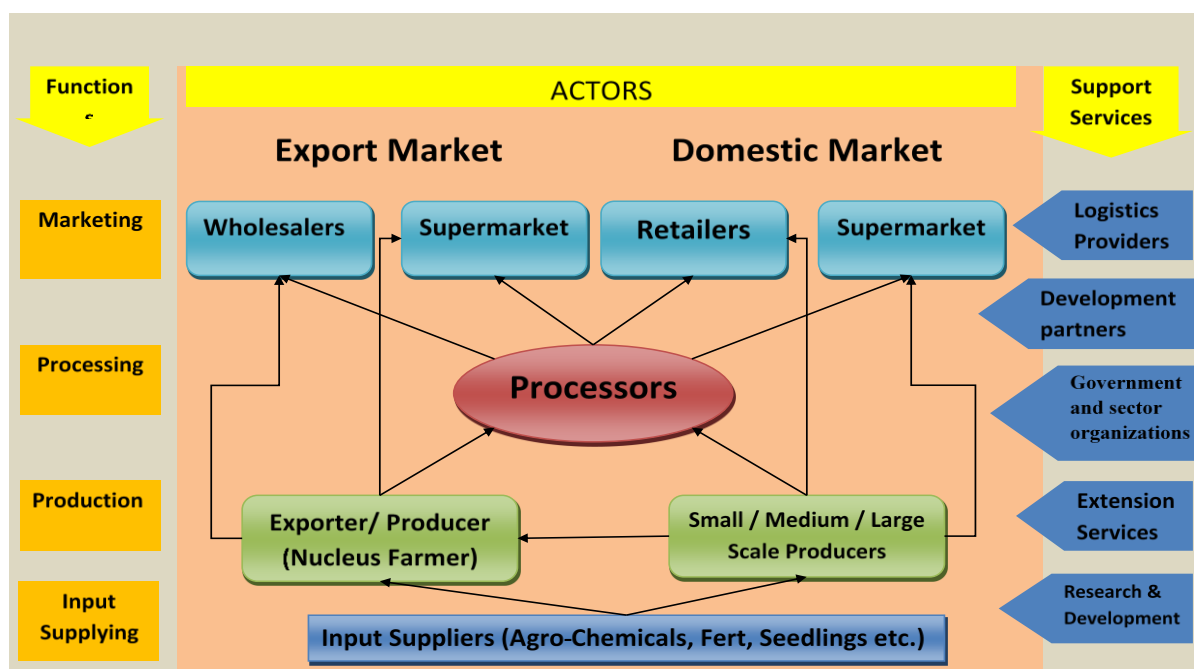 Function
s
ACTORS
Support
Services
Export Market
Domestic Market
Marketing
Wholesalers
Supermarket
Retailers
Supermarket
Logistics
Providers
Development
partners
Processing
Processors
Government
and sector
organizations
Production
Exporter/ Producer
(Nucleus Farmer)
Small / Medium / Large
Scale Producers
Extension
Services
Input
Supplying
Input Suppliers (Agro-Chemicals, Fert, Seedlings etc.)
Research &
Development